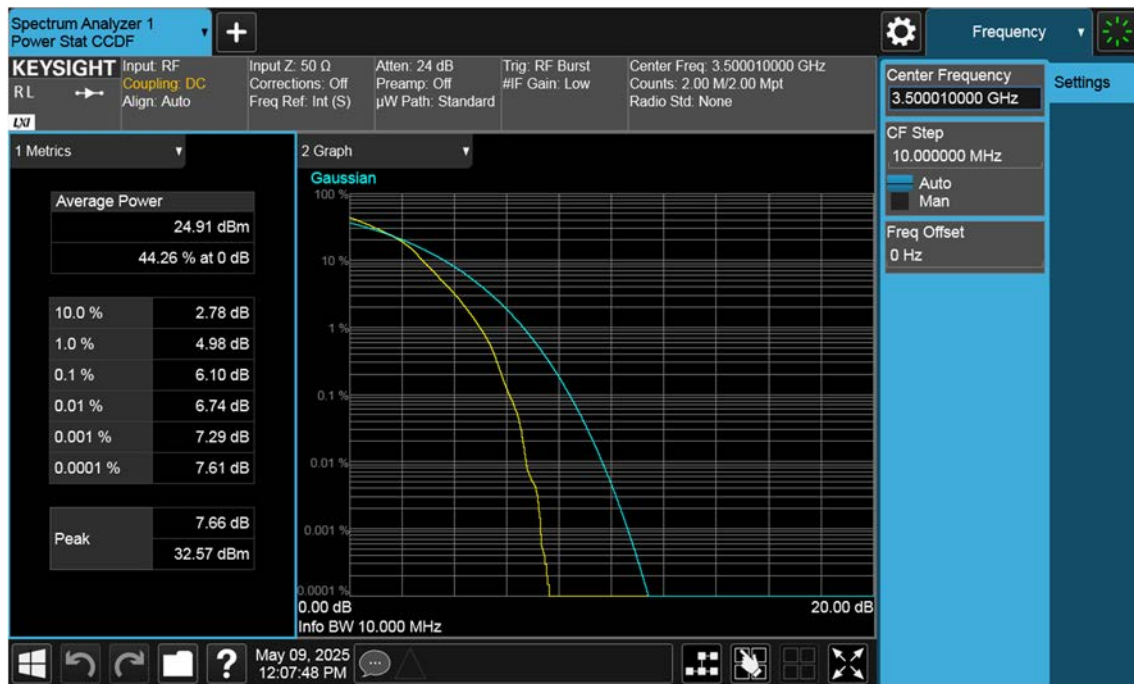 Spectrum Analyzer 1
Power Stat CCDF
+
Frequency
KEYSIGHT
RL
LXI
Input: RF
Coupling: DC
Align: Auto
Input Z: 50 Ω
Corrections: Off
Freq Ref: Int (S)
Atten: 24 dB
Preamp: Off
µW Path: Standard
Trig: RF Burst
#IF Gain: Low
Center Freq: 3.500010000 GHz
Counts: 2.00 M/2.00 Mpt
Radio Std: None
Center Frequency
3.500010000 GHz
Settings
CF Step
10.000000 MHz
Auto
Man
Freq Offset
0 Hz
1 Metrics
Average Power
24.91 dBm
44.26 % at 0 dB
10.0 % 2.78 dB
1.0 % 4.98 dB
0.1 % 6.10 dB
0.01 % 6.74 dB
0.001 % 7.29 dB
0.0001 % 7.61 dB
Peak
7.66 dB
32.57 dBm
2 Graph
Gaussian
100 %
10 %
1 %
0.1 %
0.01 %
0.001 %
0.0001 %
0.00 dB 20.00 dB
Info BW 10.000 MHz
?
May 09, 2025
12:07:48 PM